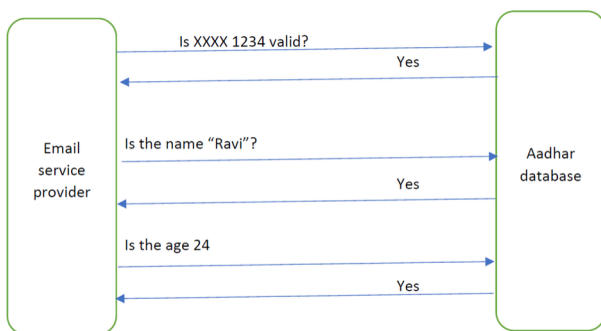 Is XXXX 1234 valid?
Yes
Email
service
provider
Is the name “Ravi”?
Aadhar
database
Yes
Is the age 24
Yes